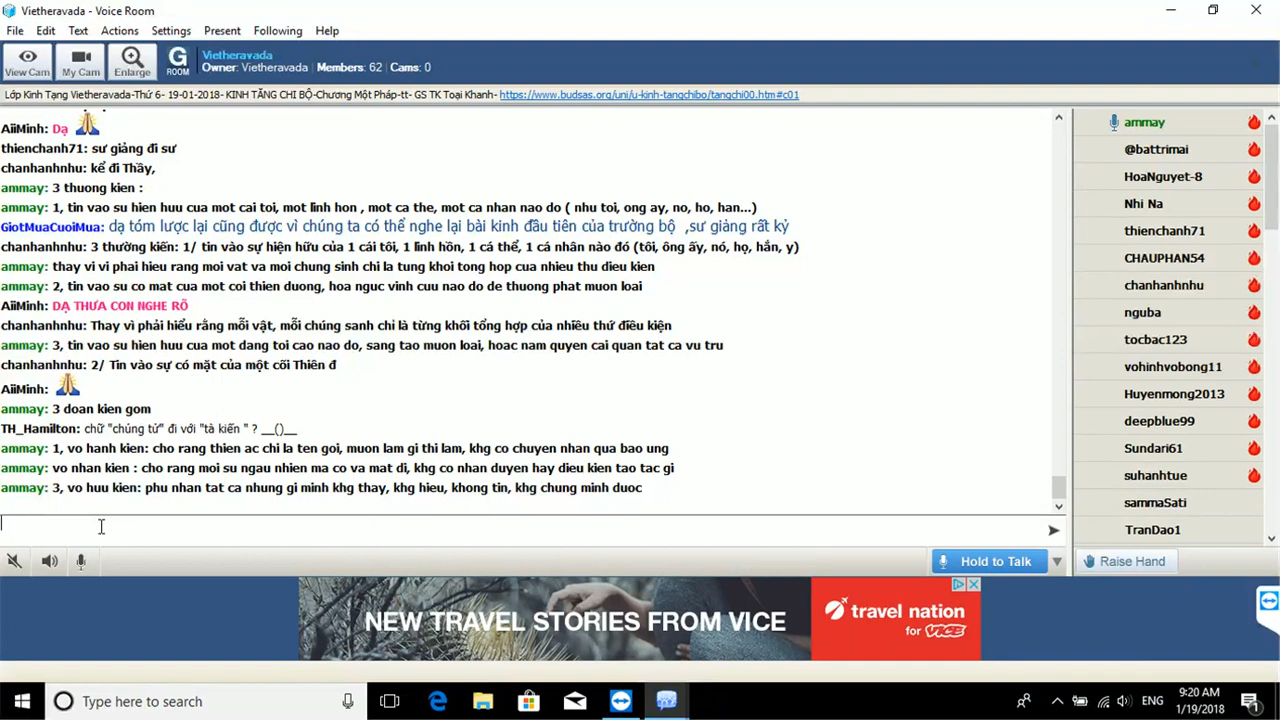 Vietheravada - Voice Room
File Edit Text Actions Settings Present Following Help
View Cam
My Cam
Enlarge
G
ROOM
Vietheravada
Owner: Vietheravada | Members: 62 | Cams: 0
Lớp Kinh Tạng Vietheravada-Thứ 6- 19-01-2018- KINH TĂNG CHI BỘ-Chương Một Pháp-tt- GS TK Toại Khanh- https://www.budsas.org/uni/u-kinh-tangchibo/tangchi00.htm#c01
AiiMinh: Dạ
thienchanh71: sư giảng đi sư
chanhanhnhu: kể đi Thầy,
ammay: 3 thuong kien :
ammay: 1, tin vao su hien huu cua mot cai toi, mot linh hon , mot ca the, mot ca nhan nao do ( nhu toi, ong ay, no, ho, han...)
GiotMuaCuoiMua: dạ tóm lược lại cũng được vì chúng ta có thể nghe lại bài kinh đầu tiên của trường bộ ,sư giảng rất kỷ
chanhanhnhu: 3 thường kiến: 1/ tin vào sự hiện hữu của 1 cái tôi, 1 linh hồn, 1 cá thể, 1 cá nhân nào đó (tôi, ông ấy, nó, họ, hắn, y)
ammay: thay vi vi phai hieu rang moi vat va moi chung sinh chi la tung khoi tong hop cua nhieu thu dieu kien
ammay: 2, tin vao su co mat cua mot coi thien duong, hoa nguc vinh cuu nao do de thuong phat muon loai
AiiMinh: DẠ THƯA CON NGHE RÕ
chanhanhnhu: Thay vì phải hiểu rằng mỗi vật, mỗi chúng sanh chỉ là từng khối tổng hợp của nhiều thứ điều kiện
ammay: 3, tin vao su hien huu cua mot dang toi cao nao do, sang tao muon loai, hoac nam quyen cai quan tat ca vu tru
chanhanhnhu: 2/ Tin vào sự có mặt của một cõi Thiên đ
AiiMinh:
ammay: 3 doan kien gom
TH_Hamilton: chữ "chúng tử" đi với "tà kiến " ? __()__
ammay: 1, vo hanh kien: cho rang thien ac chi la ten goi, muon lam gi thi lam, khg co chuyen nhan qua bao ung
ammay: vo nhan kien : cho rang moi su ngau nhien ma co va mat di, khg co nhan duyen hay dieu kien tao tac gi
ammay: 3, vo huu kien: phu nhan tat ca nhung gi minh khg thay, khg hieu, khong tin, khg chung minh duoc
ammay
@battrimai
HoaNguyet-8
Nhi Na
thienchanh71
CHAUPHAN54
chanhanhnhu
nguba
tocbac123
vohinhvobong11
Huyenmong2013
deepblue99
Sundari61
suhanhtue
sammaSati
TranDao1
Hold to Talk
Raise Hand
NEW TRAVEL STORIES FROM VICE
travel nation
for VICE
Type here to search
ENG
9:20 AM
1/19/2018
1